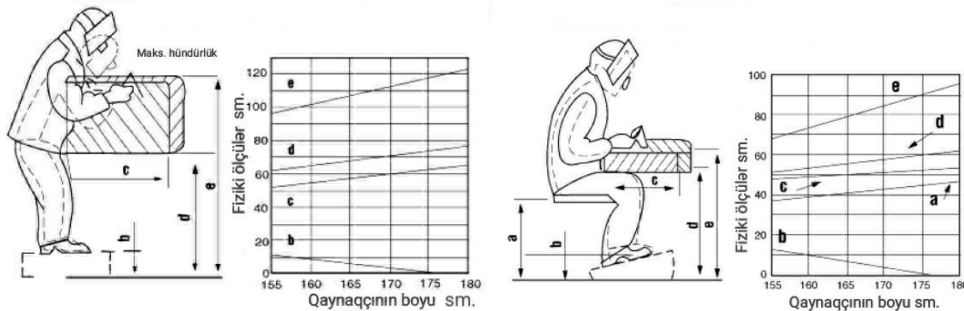 Maks. hündürlük
c
d
e
b
Fiziki ölçülər sm.
120
100
80
60
40
20
0
e
d
c
b
155
160
165
170
175
180
Qaynaqçının boyu sm.
a
b
c
d
e
Fiziki ölçülər sm.
100
80
60
40
20
0
e
d
c
a
b
155
160
165
170
175
180
Qaynaqçının boyu sm.